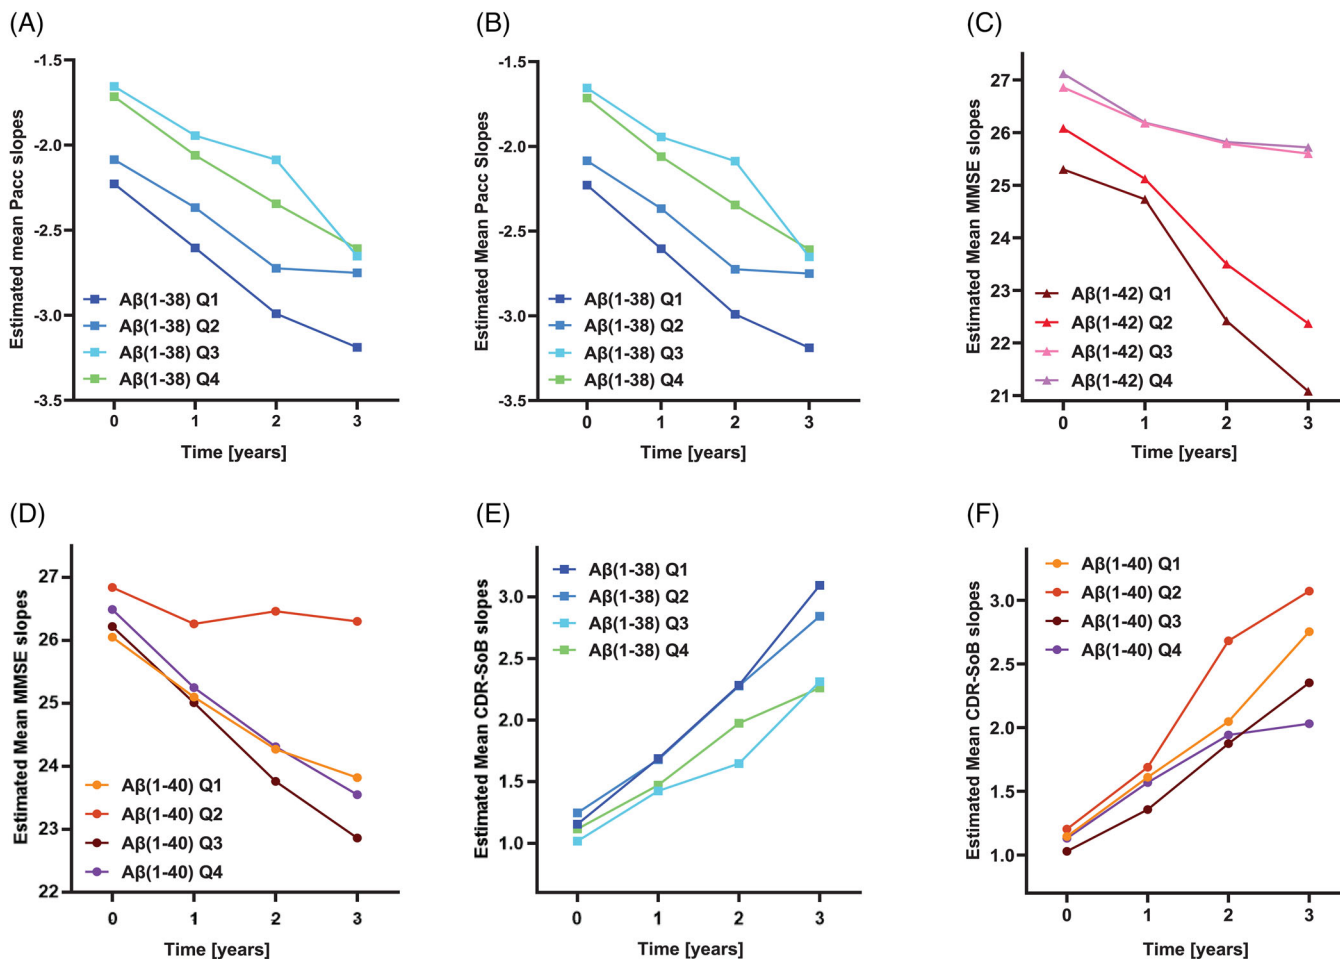 (A)
Estimated mean Pacc slopes
-1.5
-2.0
-2.5
-3.0
-3.5
Aβ(1-38) Q1
Aβ(1-38) Q2
Aβ(1-38) Q3
Aβ(1-38) Q4
0 1 2 3
Time [years]
(B)
Estimated Mean Pacc Slopes
-1.5
-2.0
-2.5
-3.0
-3.5
Aβ(1-38) Q1
Aβ(1-38) Q2
Aβ(1-38) Q3
Aβ(1-38) Q4
0 1 2 3
Time [years]
(C)
Estimated Mean MMSE slopes
27
26
25
24
23
22
21
Aβ(1-42) Q1
Aβ(1-42) Q2
Aβ(1-42) Q3
Aβ(1-42) Q4
0 1 2 3
Time [years]
(D)
Estimated Mean MMSE slopes
27
26
25
24
23
22
Aβ(1-40) Q1
Aβ(1-40) Q2
Aβ(1-40) Q3
Aβ(1-40) Q4
0 1 2 3
Time [years]
(E)
Estimated Mean CDR-SoB slopes
3.0
2.5
2.0
1.5
1.0
Aβ(1-38) Q1
Aβ(1-38) Q2
Aβ(1-38) Q3
Aβ(1-38) Q4
0 1 2 3
Time [years]
(F)
Estimated Mean CDR-SoB slopes
3.0
2.5
2.0
1.5
1.0
Aβ(1-40) Q1
Aβ(1-40) Q2
Aβ(1-40) Q3
Aβ(1-40) Q4
0 1 2 3
Time [years]